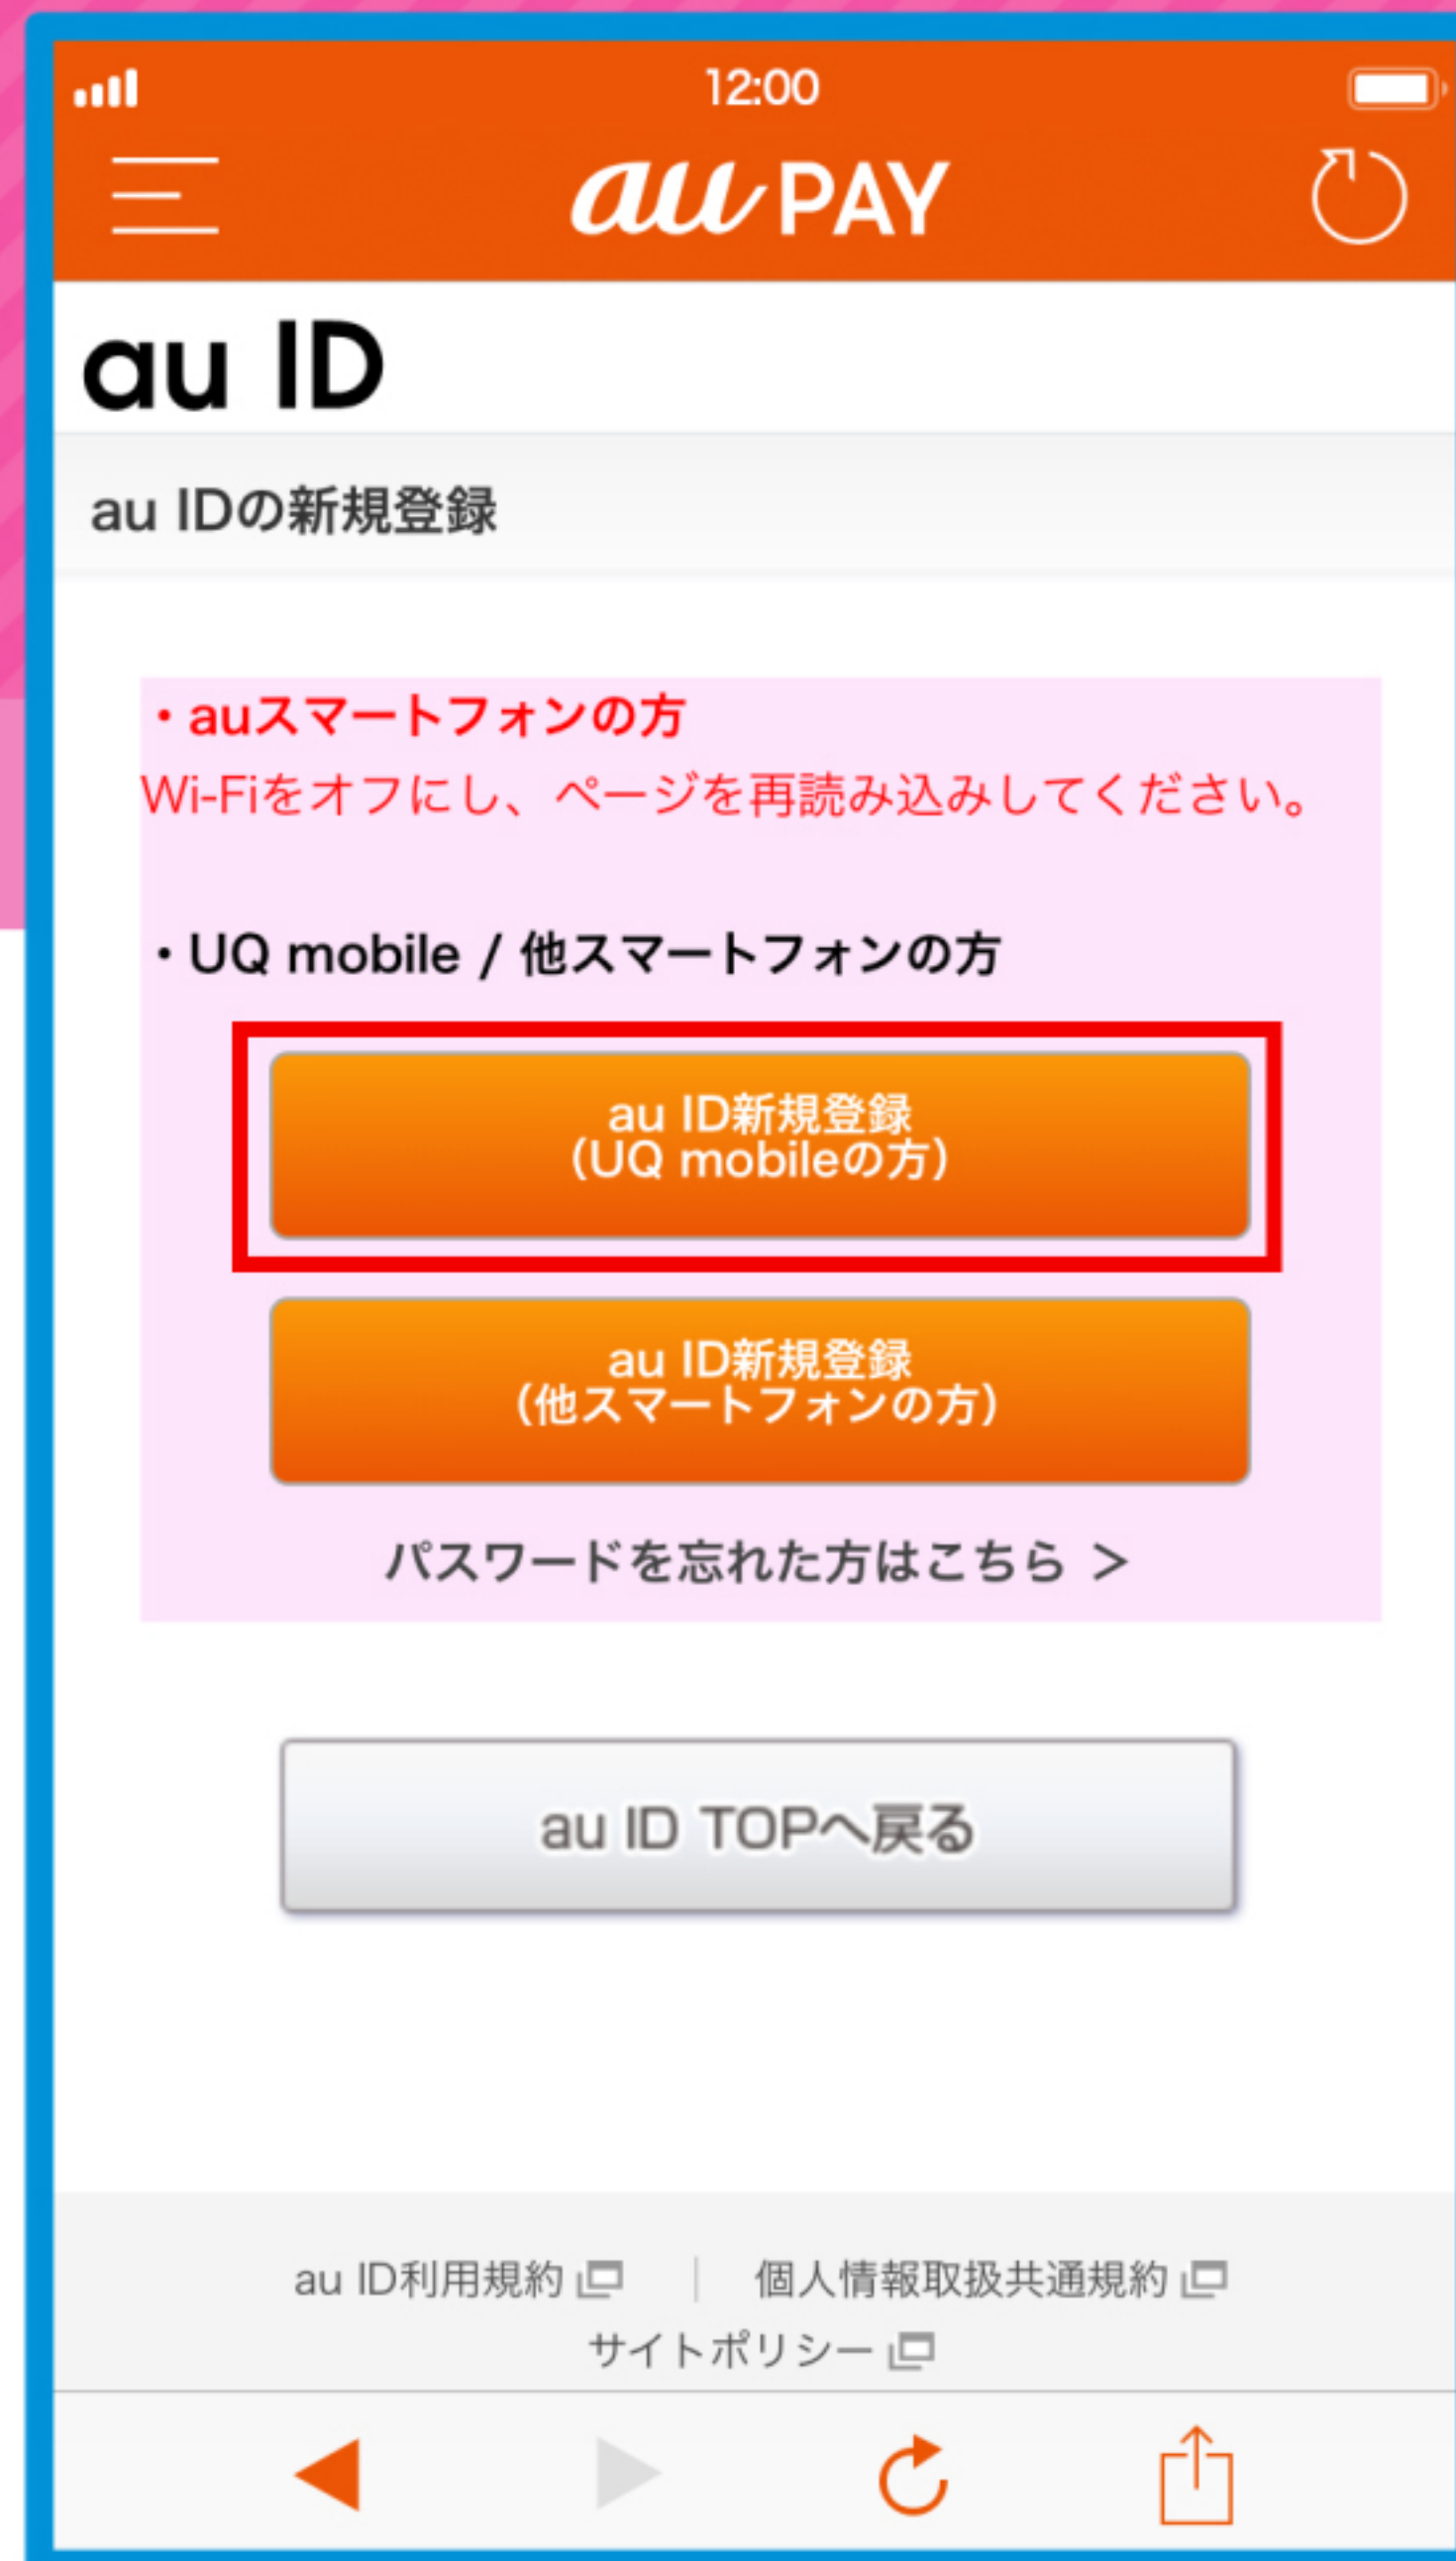 12:00
au PAY
au ID
au IDの新規登録
・auスマートフォンの方
Wi-Fiをオフにし、ページを再読み込みしてください。
・UQ mobile / 他スマートフォンの方
au ID新規登録
（UQ mobileの方）
au ID新規登録
（他スマートフォンの方）
パスワードを忘れた方はこちら ＞
au ID TOPへ戻る
au ID利用規約 | 個人情報取扱共通規約
サイトポリシー